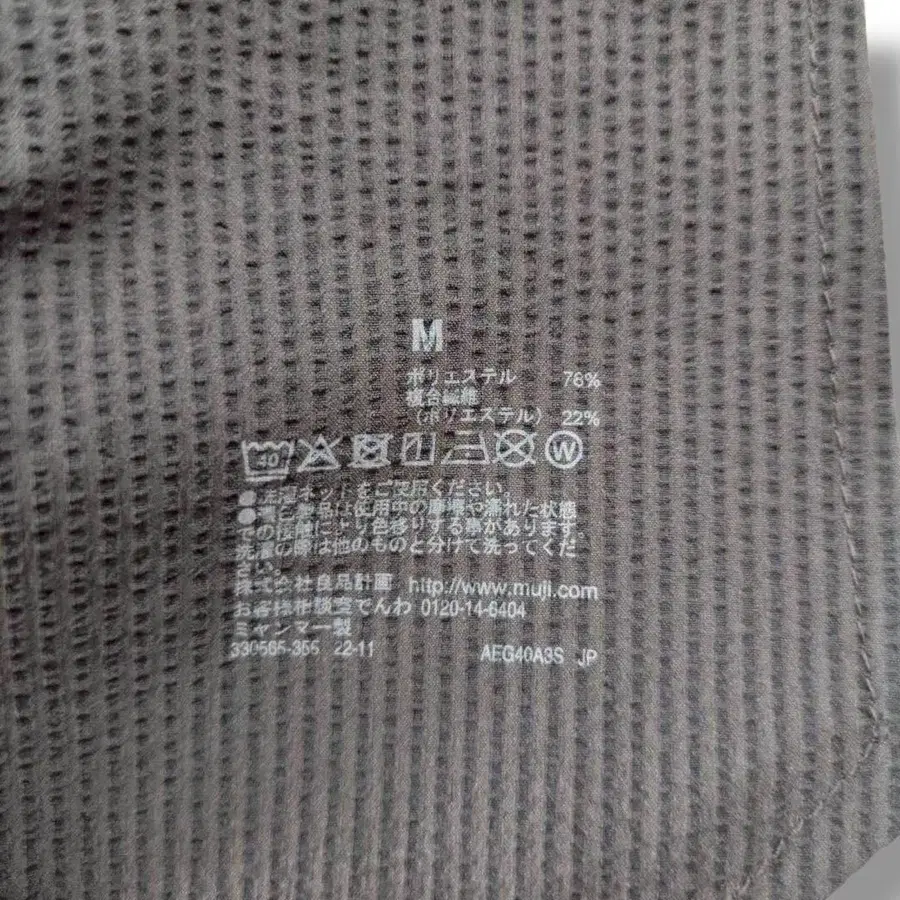 M
ポリエステル 78%
複合繊維
(ポリエステル) 22%
40
W
●洗濯ネットをご使用ください。
●濃色製品は使用中の摩擦や濡れた状態
での接触により色移りする事があります。
洗濯の際は他のものと分けて洗ってくだ
さい。
株式会社良品計画 http://www.muji.com
お客様相談室でんわ 0120-14-6404
ミャンマー製
22-11 AEG40A3S JP